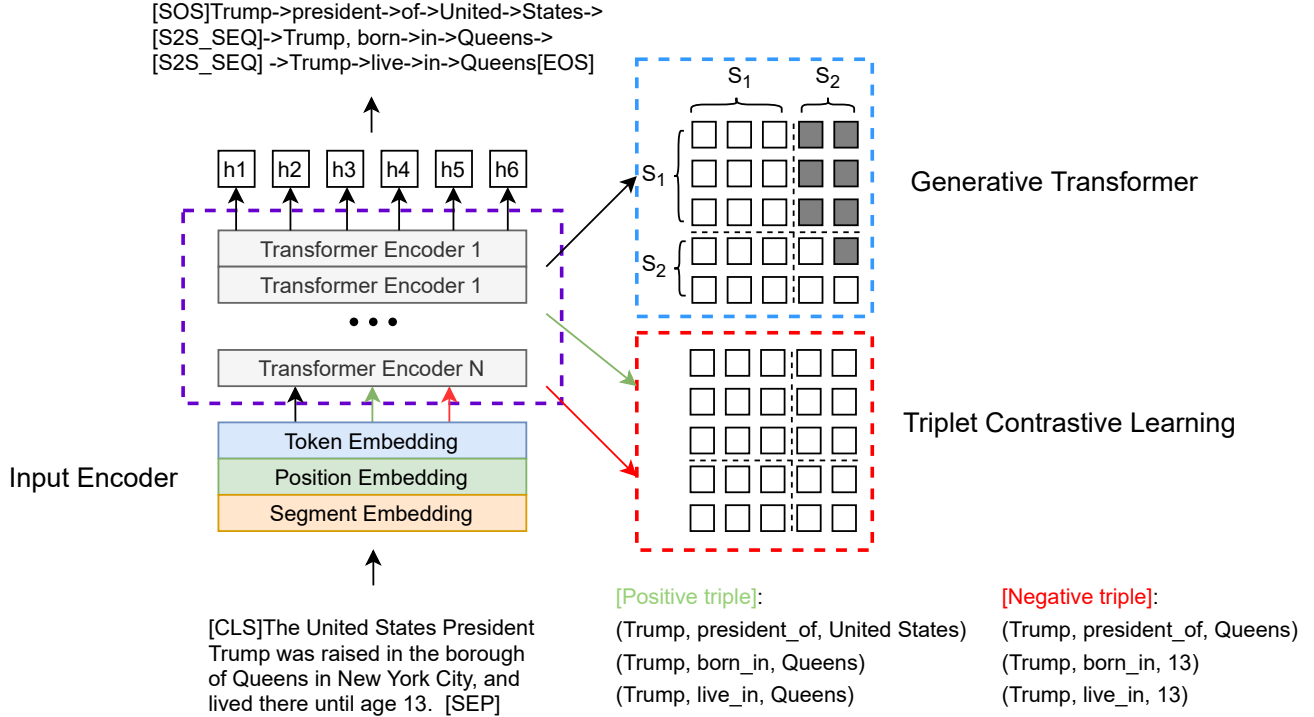 [SOS]Trump->president->of->United->States->
[S2S_SEQ]->Trump, born->in->Queens->
[S2S_SEQ] ->Trump->live->in->Queens[EOS]
h1 h2 h3 h4 h5 h6
Transformer Encoder 1
Transformer Encoder 1
Transformer Encoder N
Token Embedding
Position Embedding
Segment Embedding
Input Encoder
[CLS]The United States President
Trump was raised in the borough
of Queens in New York City, and
lived there until age 13. [SEP]
S1 S2
S1
S2
Generative Transformer
Triplet Contrastive Learning
[Positive triple]:
(Trump, president_of, United States)
(Trump, born_in, Queens)
(Trump, live_in, Queens)
[Negative triple]:
(Trump, president_of, Queens)
(Trump, born_in, 13)
(Trump, live_in, 13)